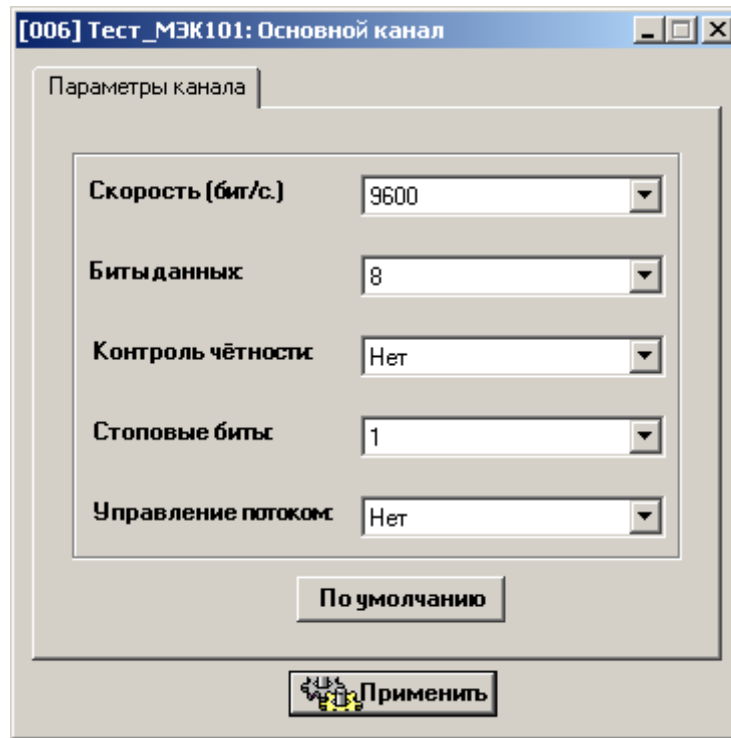 [006] Тест_МЭК101: Основной канал
Параметры канала
Скорость (бит/с.)
9600
Биты данных:
8
Контроль чётности:
Нет
Стоповые биты:
1
Управление потоком:
Нет
По умолчанию
Применить